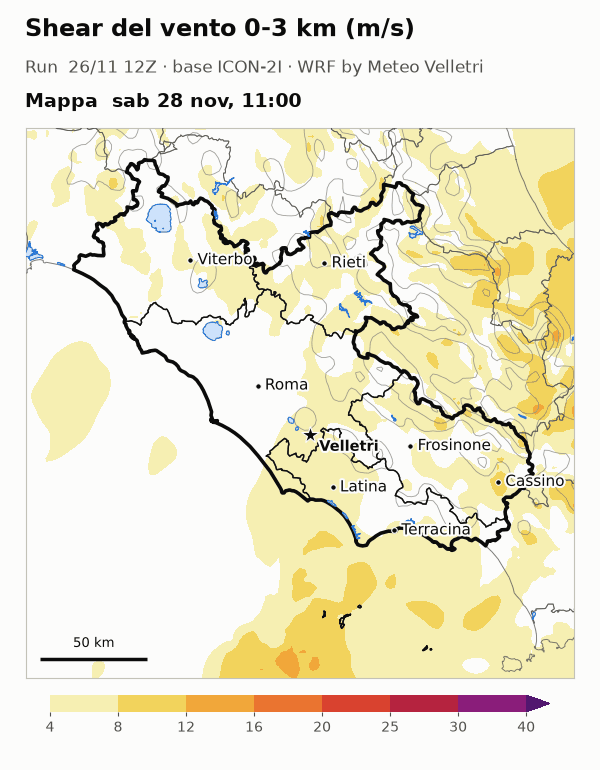 Shear del vento 0-3 km (m/s)
Run  26/11 12Z · base ICON-2I · WRF by Meteo Velletri
Mappa  sab 28 nov, 11:00
Viterbo
Rieti
Roma
Velletri
Frosinone
Cassino
Latina
Terracina
50 km
4 8 12 16 20 25 30 40